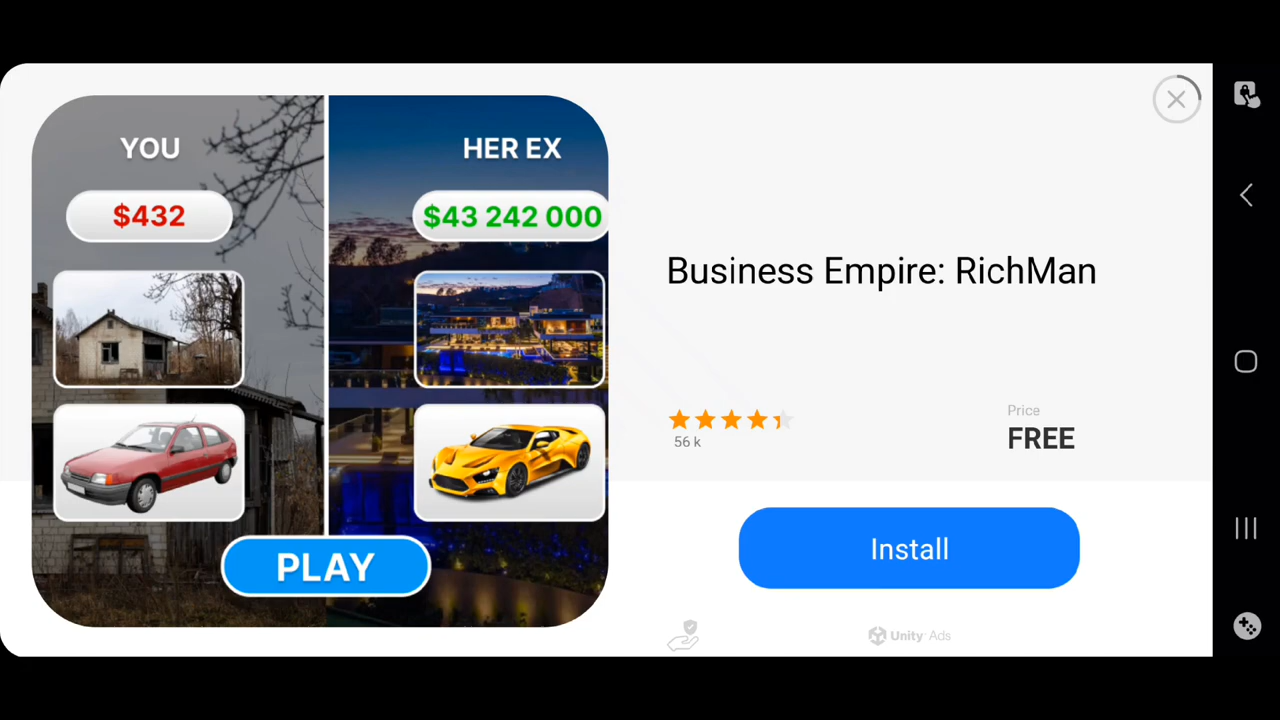 YOU
HER EX
$432
$43 242 000
PLAY
Business Empire: RichMan
56 k
Price
FREE
Install
Unity Ads